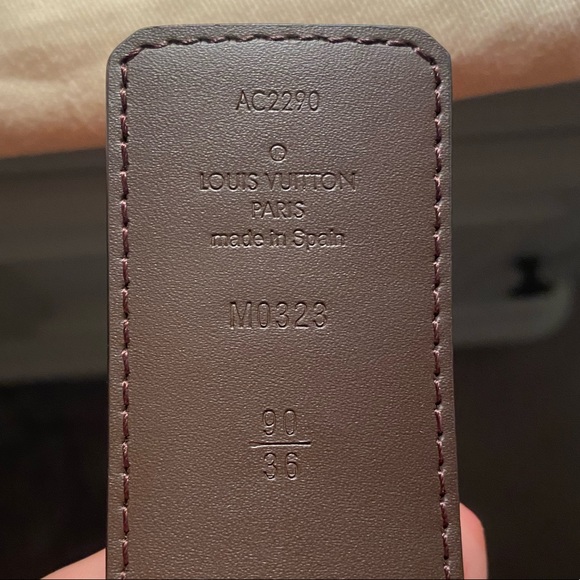 AC2290
LOUIS VUITTON
PARIS
made in Spain
M0323
90
36